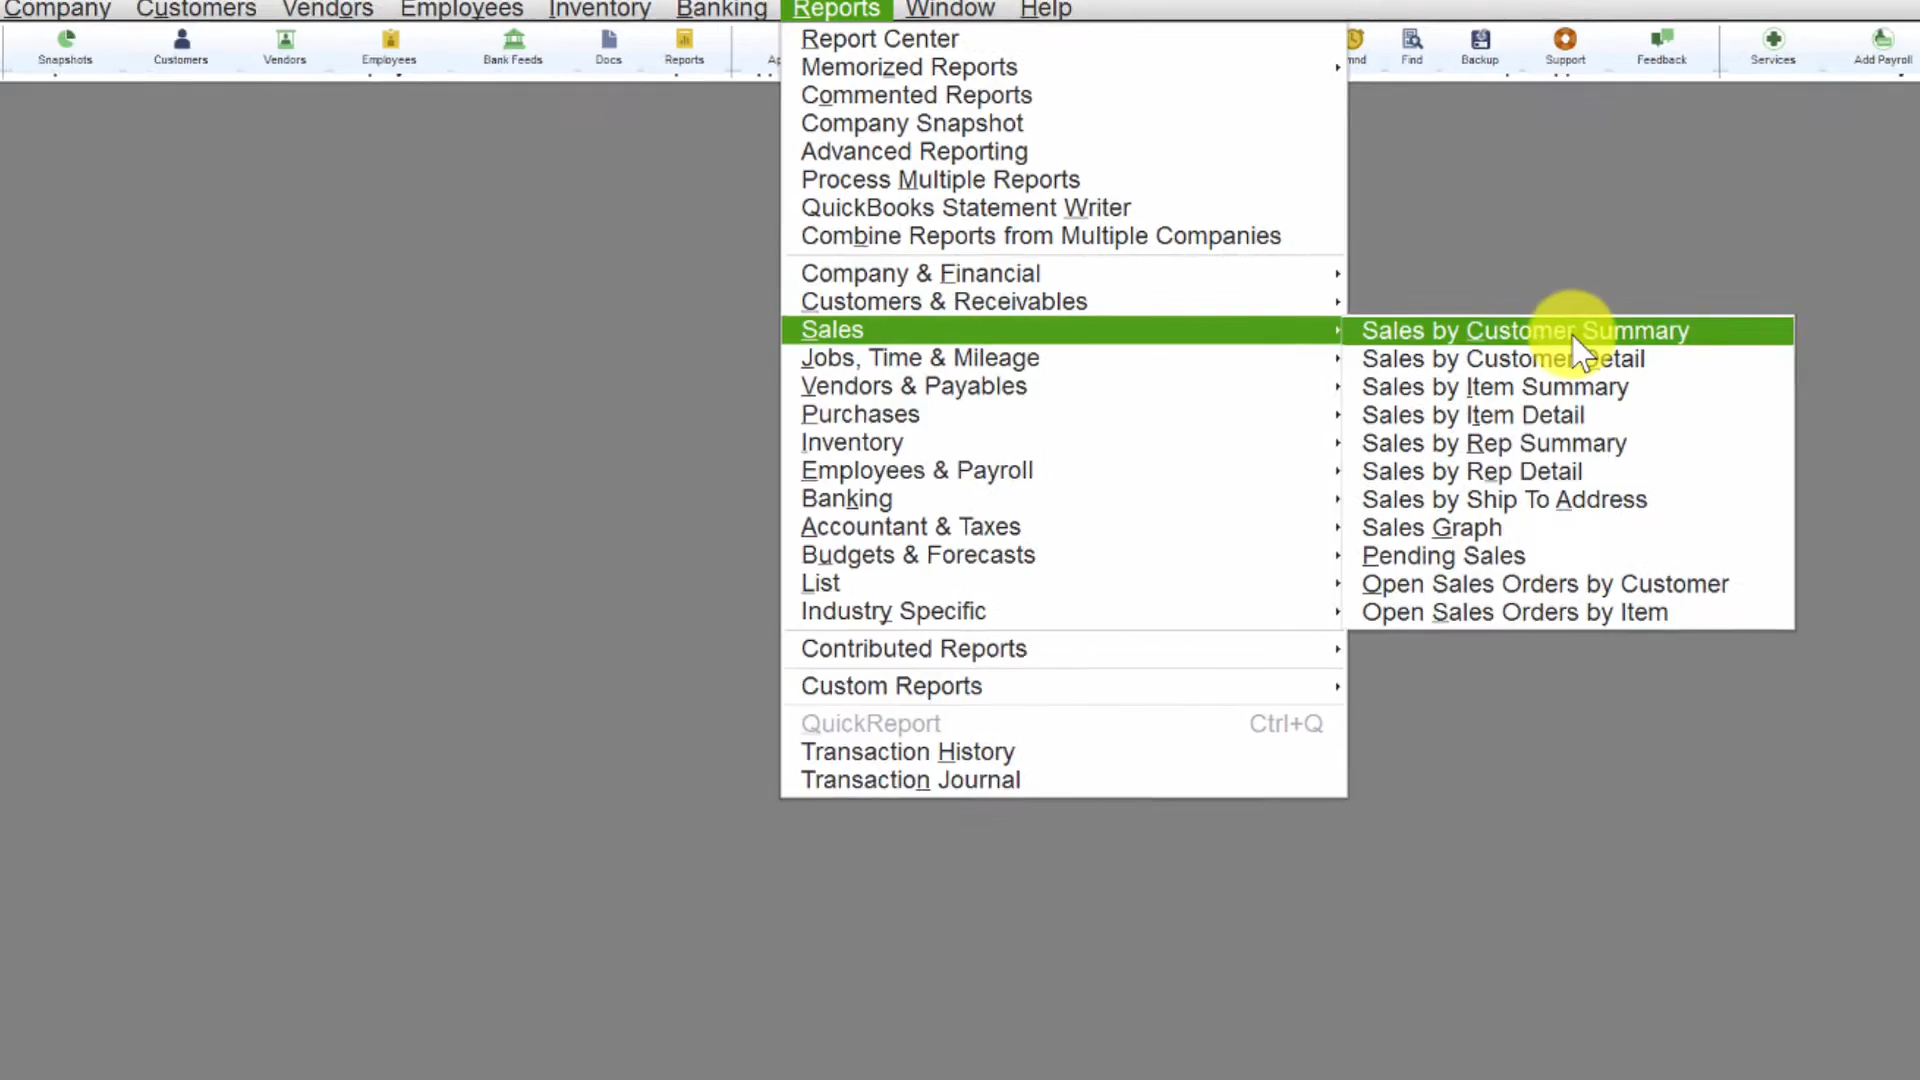 Company Customers Vendors Employees Inventory Banking Reports Window Help
Snapshots Customers Vendors Employees Bank Feeds Docs Reports Find Backup Support Feedback Services Add Payroll
Report Center
Memorized Reports
Commented Reports
Company Snapshot
Advanced Reporting
Process Multiple Reports
QuickBooks Statement Writer
Combine Reports from Multiple Companies
Company & Financial
Customers & Receivables
Sales
Jobs, Time & Mileage
Vendors & Payables
Purchases
Inventory
Employees & Payroll
Banking
Accountant & Taxes
Budgets & Forecasts
List
Industry Specific
Contributed Reports
Custom Reports
QuickReport Ctrl+Q
Transaction History
Transaction Journal
Sales by Customer Summary
Sales by Customer Detail
Sales by Item Summary
Sales by Item Detail
Sales by Rep Summary
Sales by Rep Detail
Sales by Ship To Address
Sales Graph
Pending Sales
Open Sales Orders by Customer
Open Sales Orders by Item